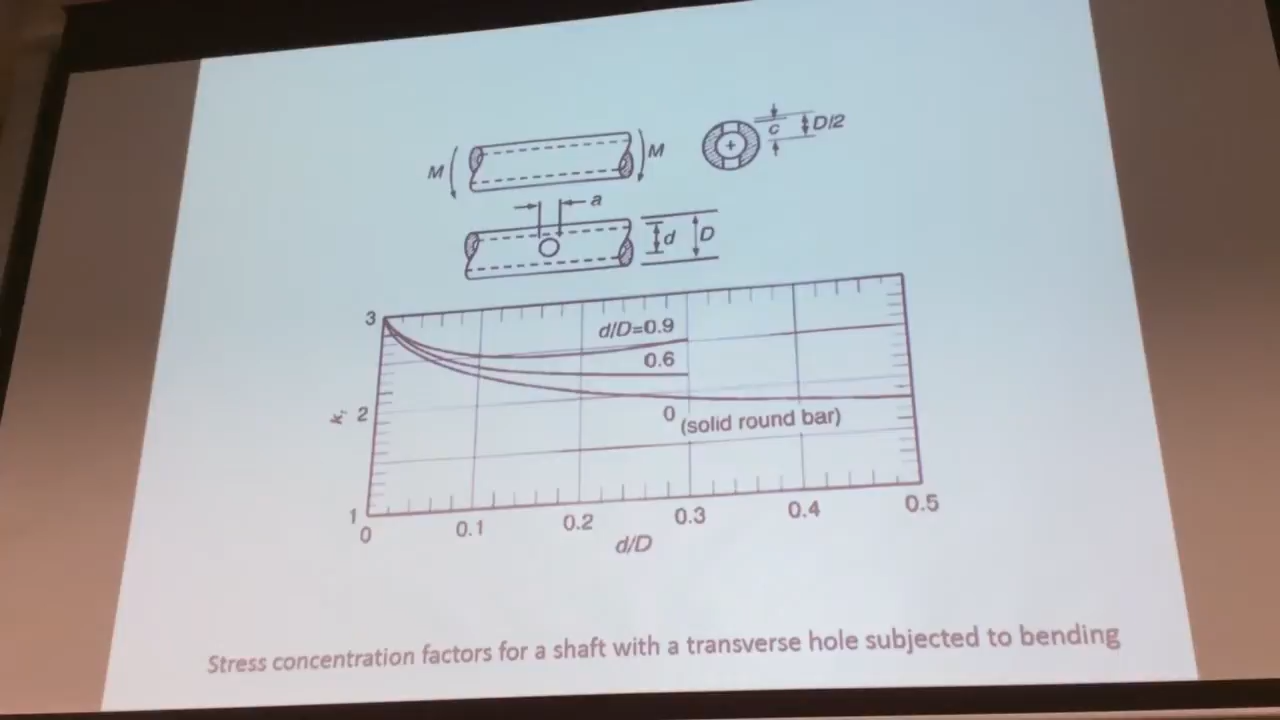 M
M
c
D/2
a
d
D
3
d/D=0.9
0.6
2
0
(solid round bar)
1
0
0.1
0.2
0.3
0.4
0.5
d/D
Stress concentration factors for a shaft with a transverse hole subjected to bending